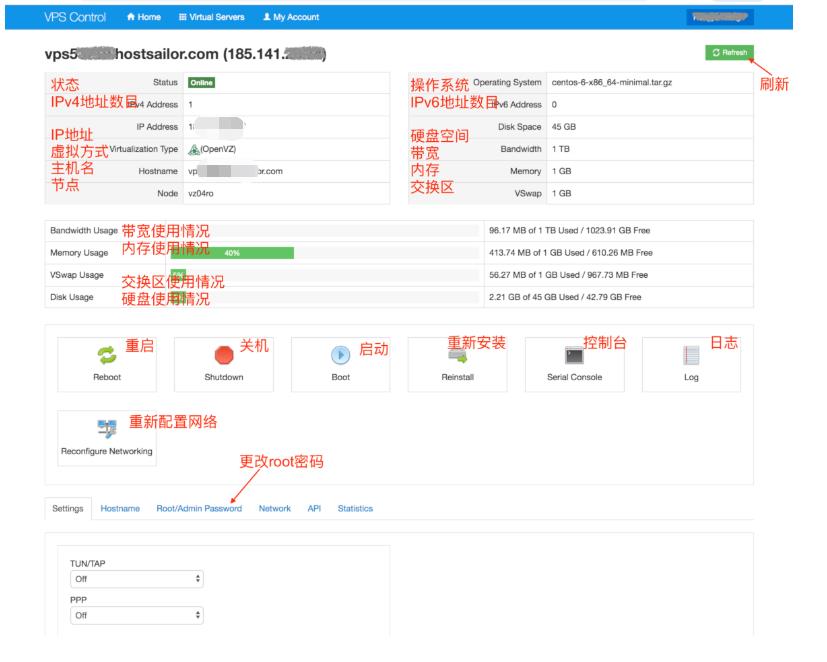 VPS Control Home Virtual Servers My Account
hostsailor.com (185.141.
Refresh
刷新
状态 Status Online
操作系统 Operating System centos-6-x86_64-minimal.tar.gz
IPv4地址数目 IPv4 Address 1
IPv6地址数目 IPv6 Address 0
IP地址 IP Address
硬盘空间 Disk Space 45 GB
虚拟方式 Virtualization Type (OpenVZ)
带宽 Bandwidth 1 TB
主机名 Hostname
内存 Memory 1 GB
节点 Node vz04ro
交换区 VSwap 1 GB
Bandwidth Usage 带宽使用情况 96.17 MB of 1 TB Used / 1023.91 GB Free
Memory Usage 内存使用情况 40% 413.74 MB of 1 GB Used / 610.26 MB Free
VSwap Usage 交换区使用情况 56.27 MB of 1 GB Used / 967.73 MB Free
Disk Usage 硬盘使用情况 2.21 GB of 45 GB Used / 42.79 GB Free
重启 关机 启动 重新安装 控制台 日志
Reboot Shutdown Boot Reinstall Serial Console Log
重新配置网络
Reconfigure Networking
更改root密码
Settings Hostname Root/Admin Password Network API Statistics
TUN/TAP
Off
PPP
Off